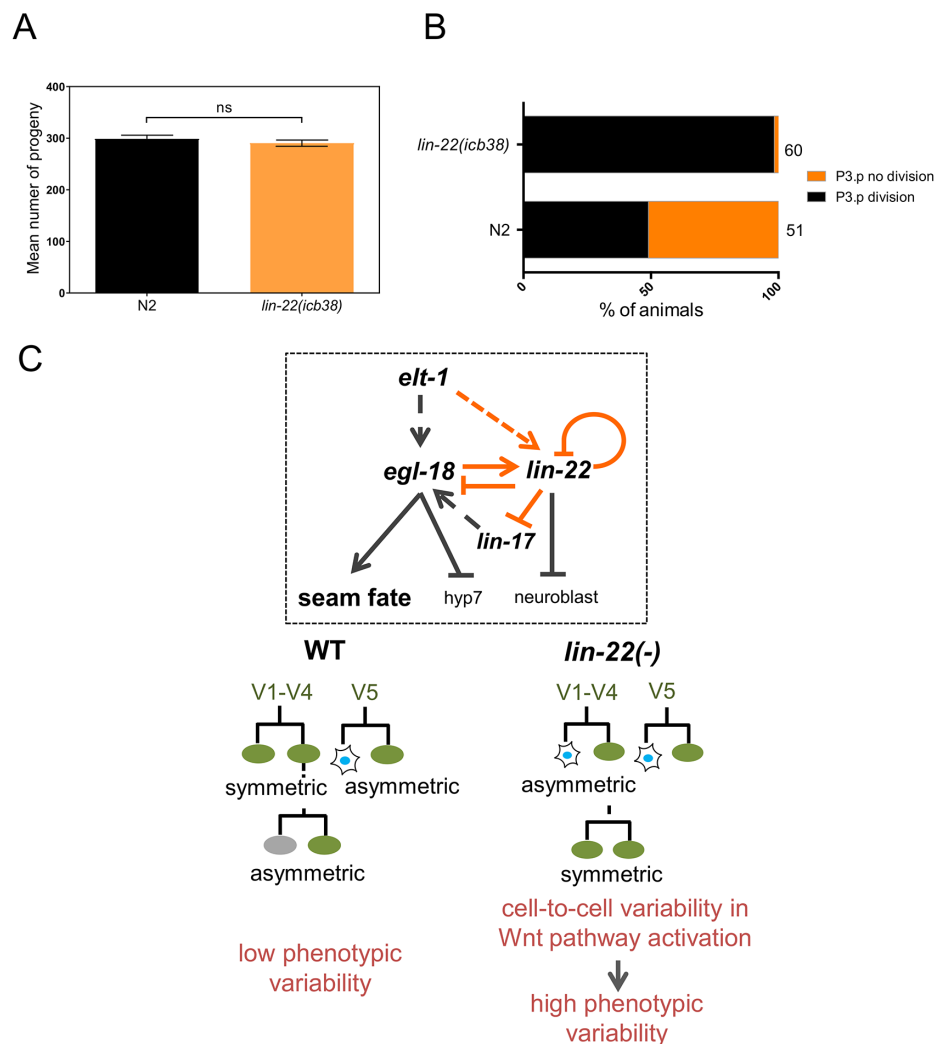 A
Mean numer of progeny
400
300
200
100
0
ns
N2
lin-22(icb38)
B
lin-22(icb38)
60
N2
51
0
50
100
% of animals
P3.p no division
P3.p division
C
elt-1
egl-18
lin-22
lin-17
seam fate
hyp7
neuroblast
WT
V1-V4
V5
symmetric
asymmetric
asymmetric
low phenotypic
variability
lin-22(-)
V1-V4
V5
asymmetric
symmetric
cell-to-cell variability in
Wnt pathway activation
high phenotypic
variability